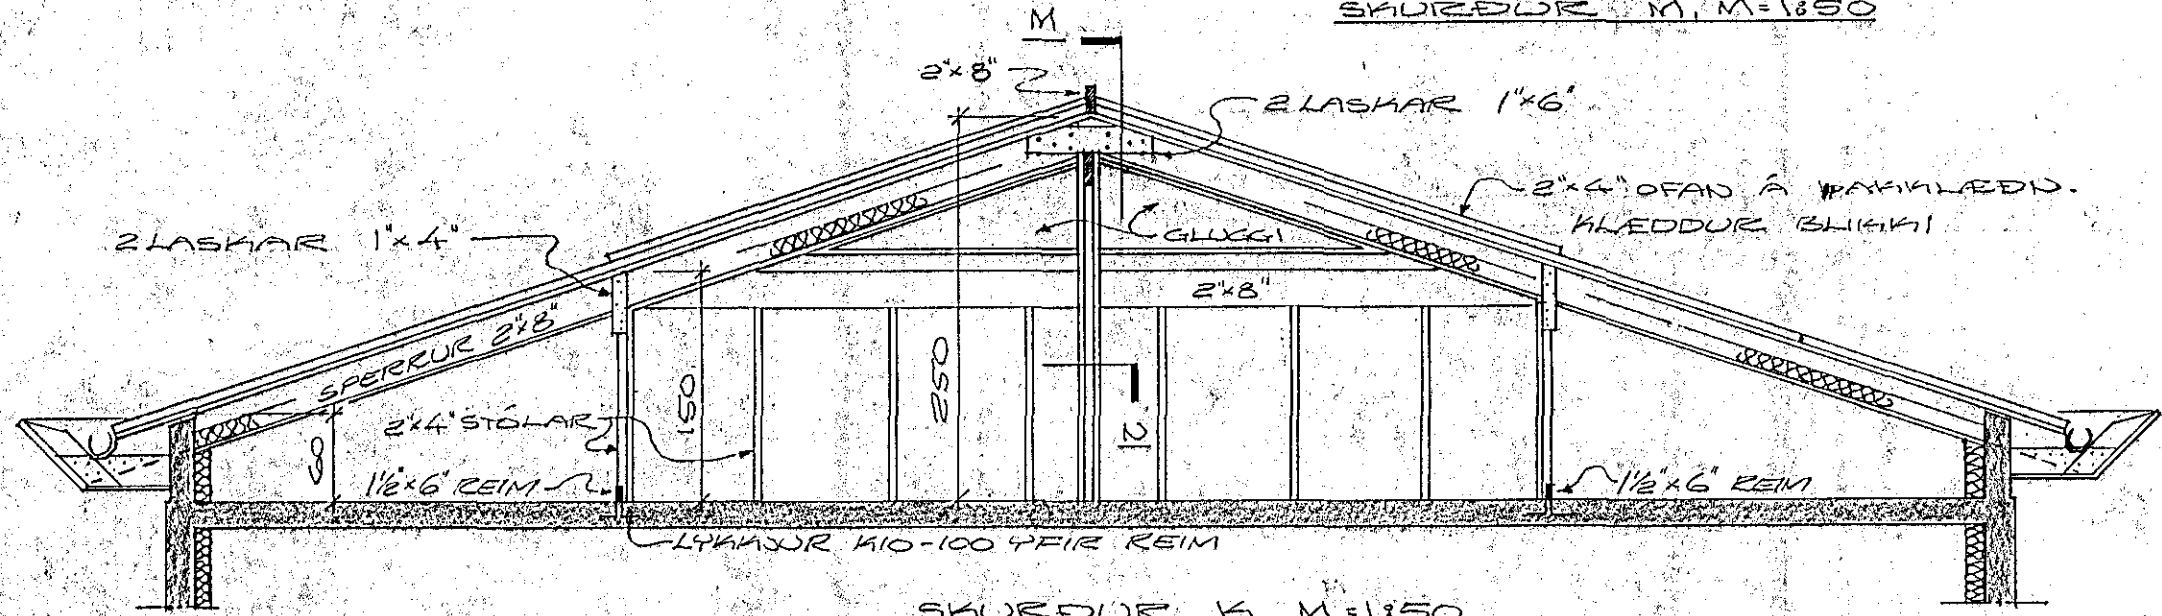 SKURÐUR M, M=1:50
M
2"x8"
2 LASKAR 1"x6"
2"x4" OFAN Á ÞAKKLÆÐN.
KLÆDDUR BLIKKI
2 LASKAR 1"x4"
GLUGGI
2"x8"
SPERRUR 2"x8"
150
252
2"x4" STÓLAR
21
1½"x6" REIM
1½"x6" REIM
LYKKJUR K10-100 YFIR REIM
SKURÐUR K, M=1:50